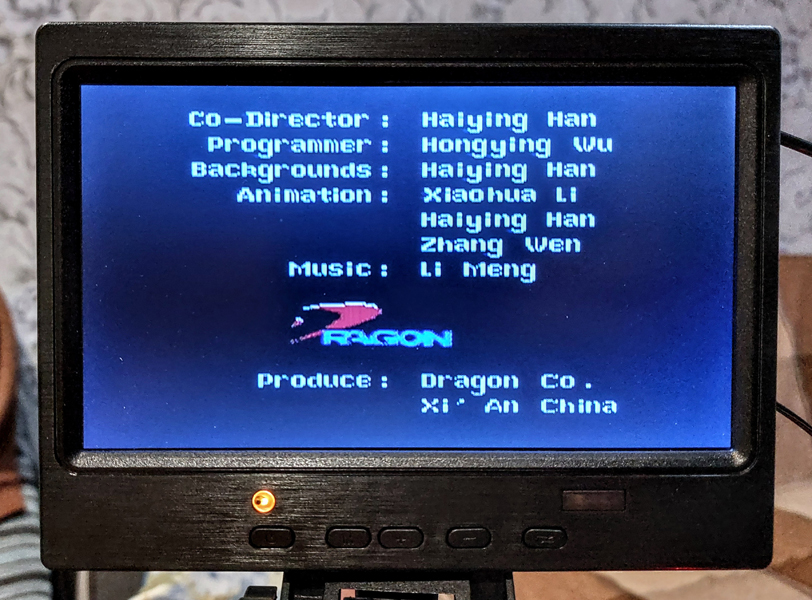 Co-Director : Haiying Han
Programmer : Hongying Wu
Backgrounds : Haiying Han
Animation : Xiaohua Li
Haiying Han
Zhang Wen
Music : Li Meng
RAGON
Produce : Dragon Co.
Xi' An China